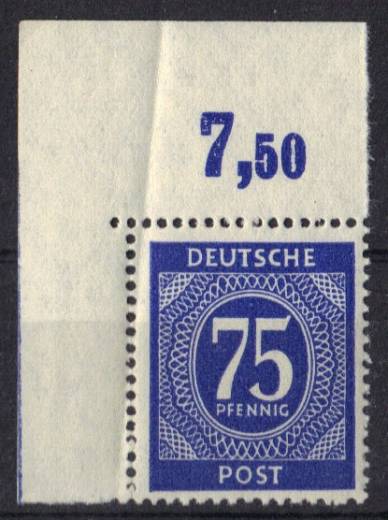 7,50
DEUTSCHE
75
PFENNIG
POST